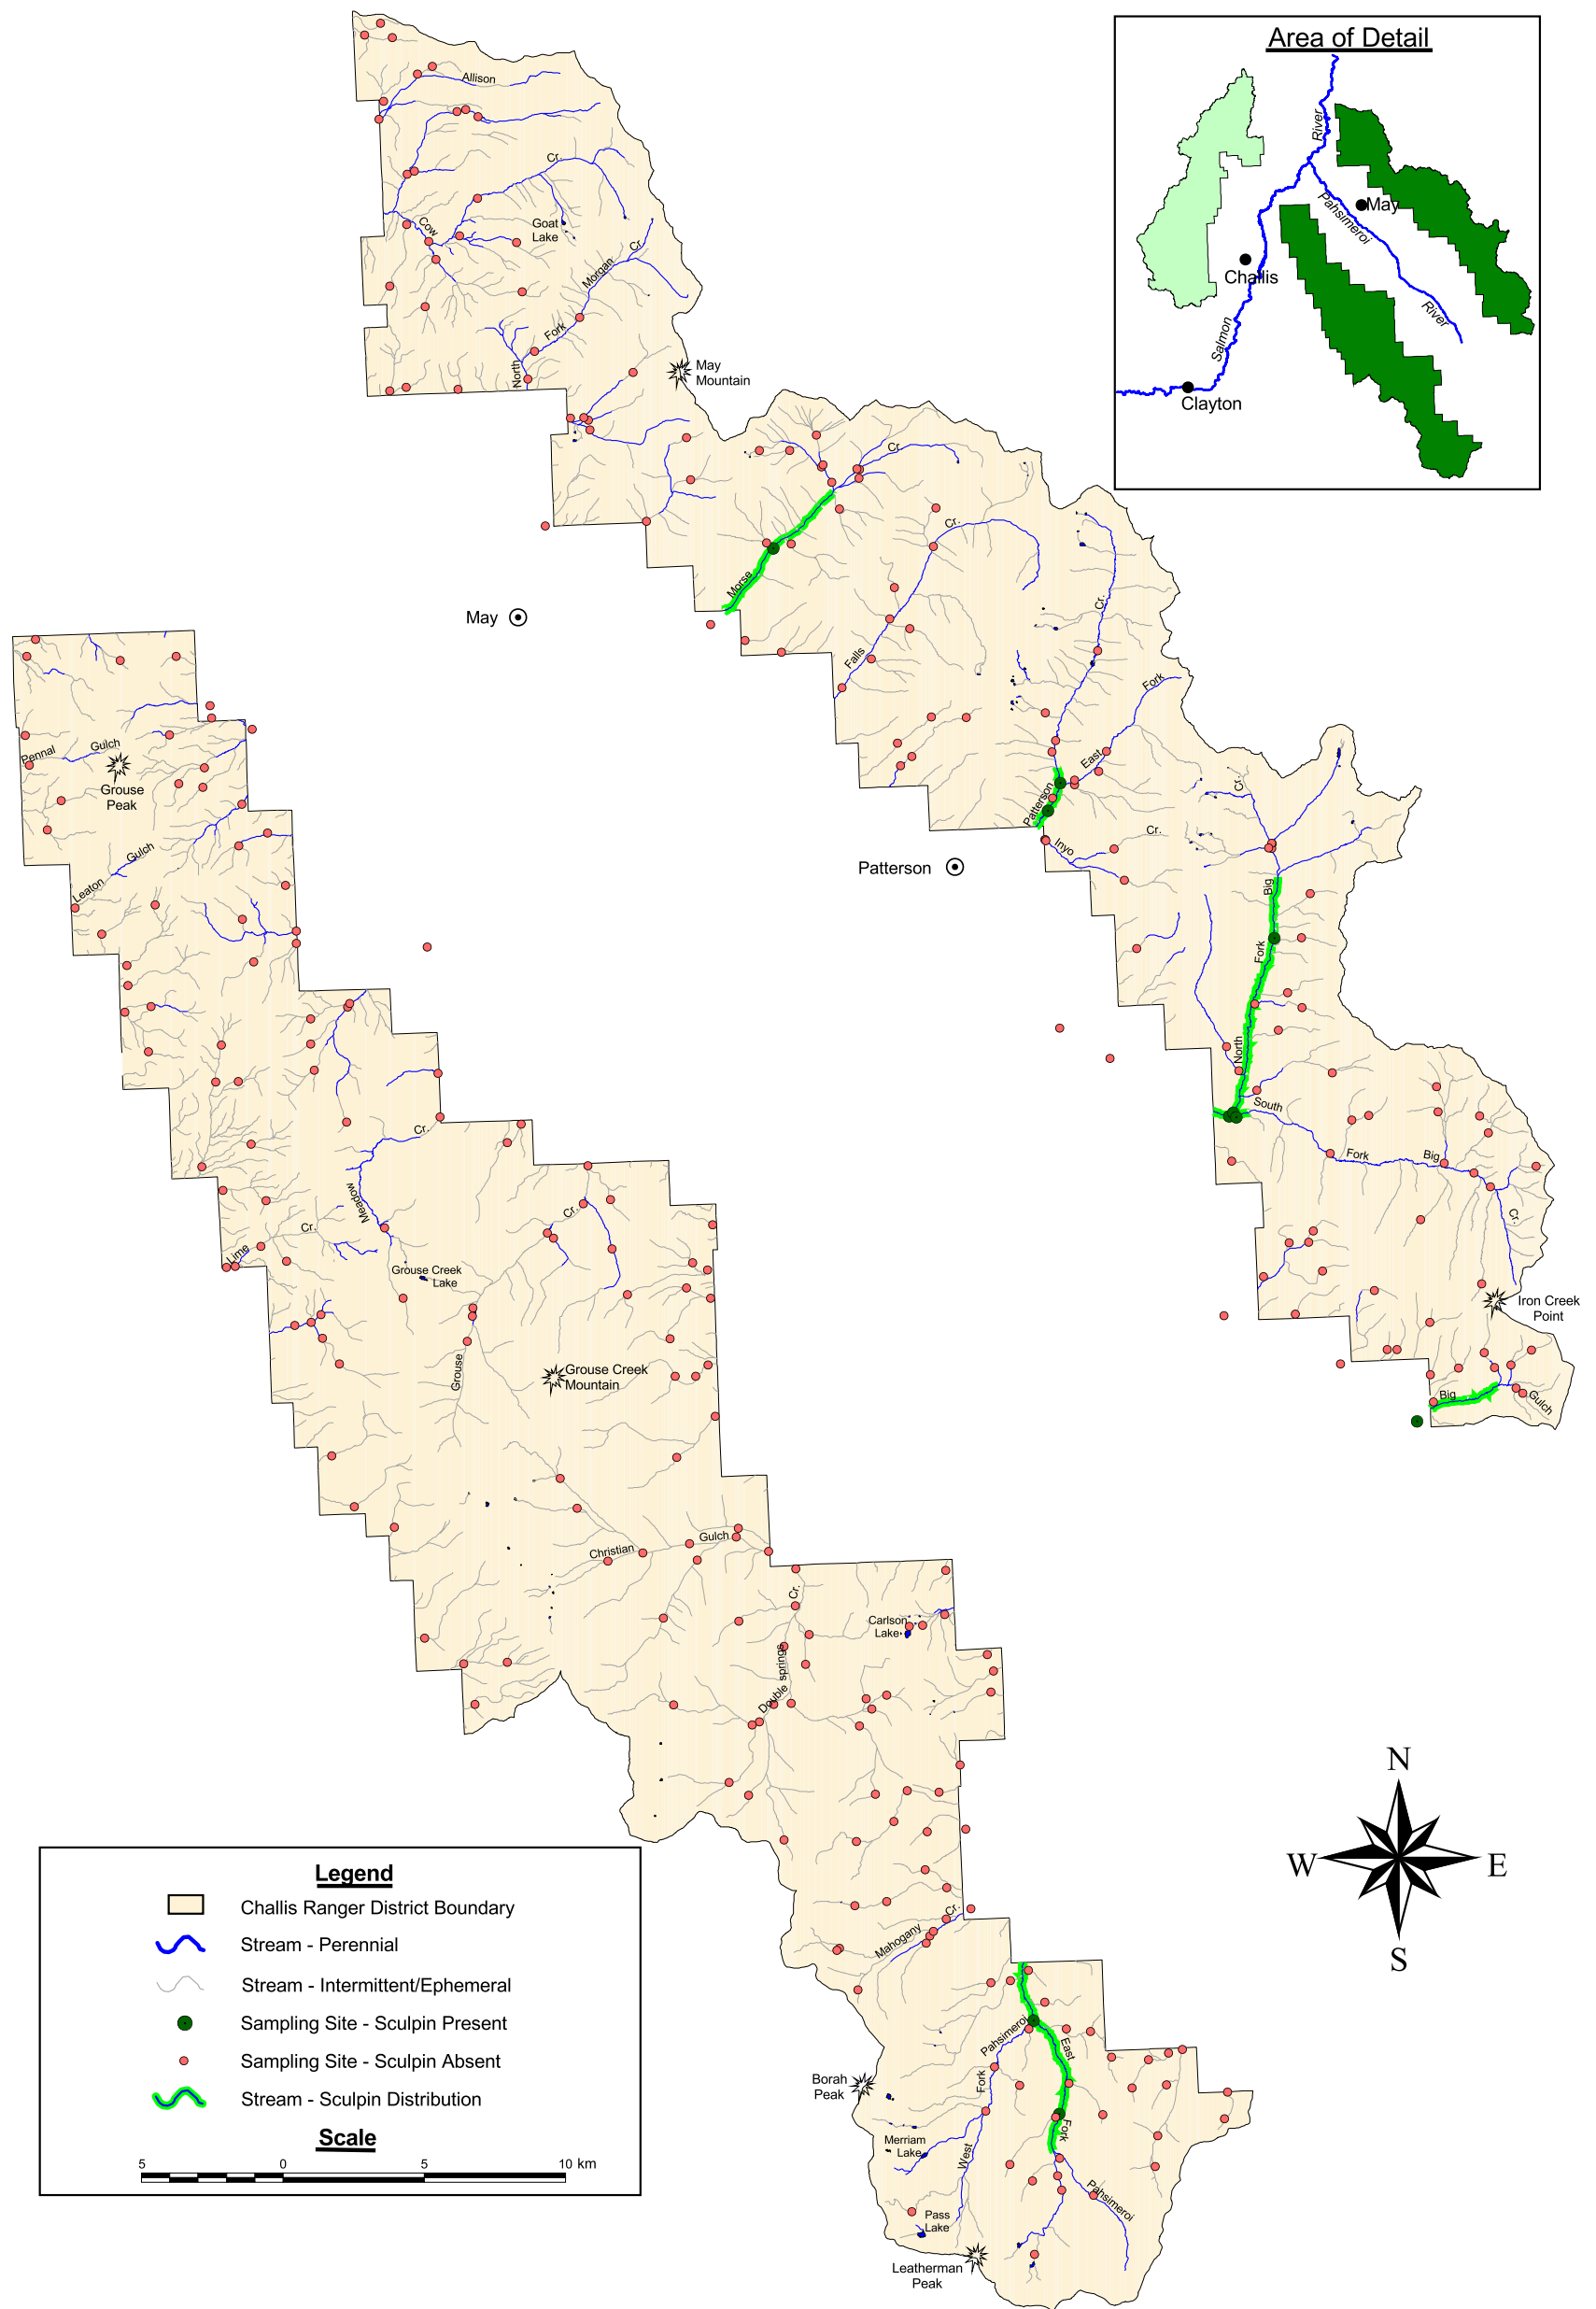 Area of Detail
River
Pahsimeroi
May
Challis
River
Salmon
Clayton
Allison
Cr.
Cow
Goat
Lake
Morgan
Cr.
Fork
North
May
Mountain
Cr.
Morse
Cr.
Falls
Cr.
Fork
East
Patterson
Inyo
Cr.
Cr.
May
Patterson
Big
Fork
North
South
Fork
Big
Cr.
Iron Creek
Point
Big
Gulch
Pennal
Gulch
Grouse
Peak
Leaton
Gulch
Cr.
Meadow
Lime
Cr.
Grouse Creek
Lake
Cr.
Grouse
Grouse Creek
Mountain
Christian
Gulch
Cr.
Double
springs
Carlson
Lake
Mahogany
Cr.
Pahsimeroi
East
Fork
Fork
West
Pahsimeroi
Borah
Peak
Merriam
Lake
Pass
Lake
Leatherman
Peak
N
W
E
S
Legend
Challis Ranger District Boundary
Stream - Perennial
Stream - Intermittent/Ephemeral
Sampling Site - Sculpin Present
Sampling Site - Sculpin Absent
Stream - Sculpin Distribution
Scale
5 0 5 10 km